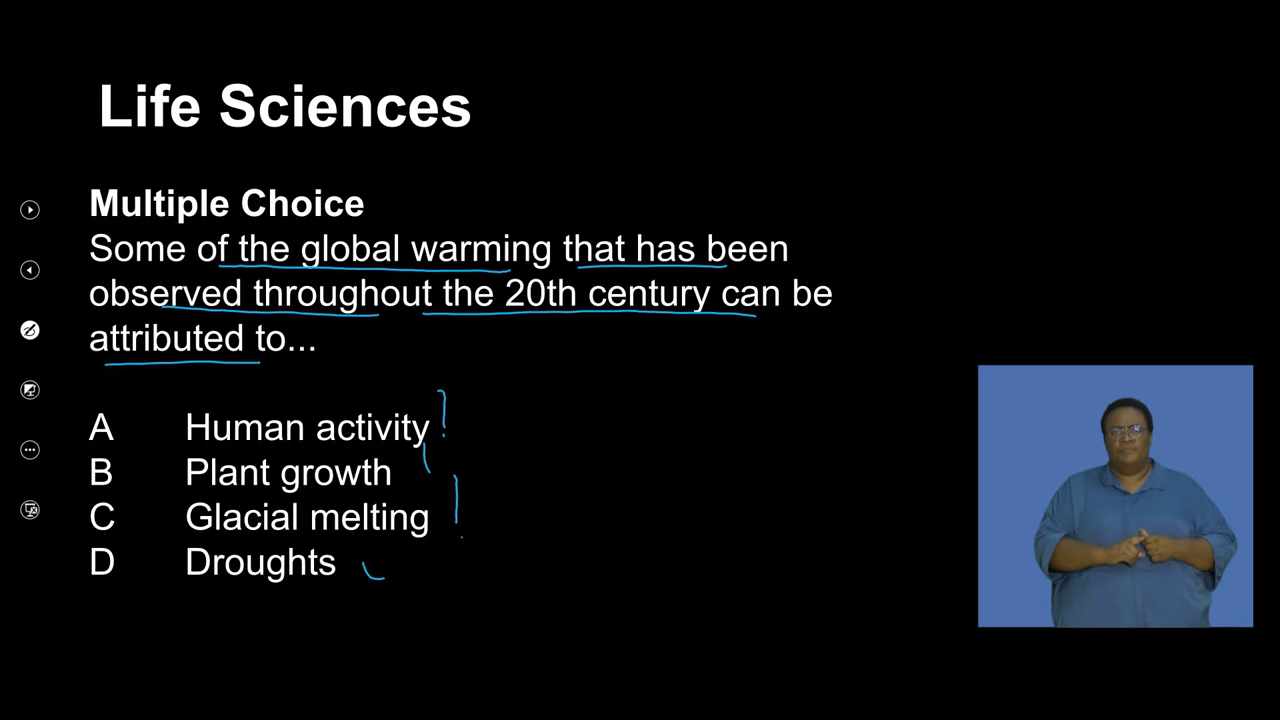 Life Sciences
Multiple Choice
Some of the global warming that has been
observed throughout the 20th century can be
attributed to...
A Human activity
B Plant growth
C Glacial melting
D Droughts